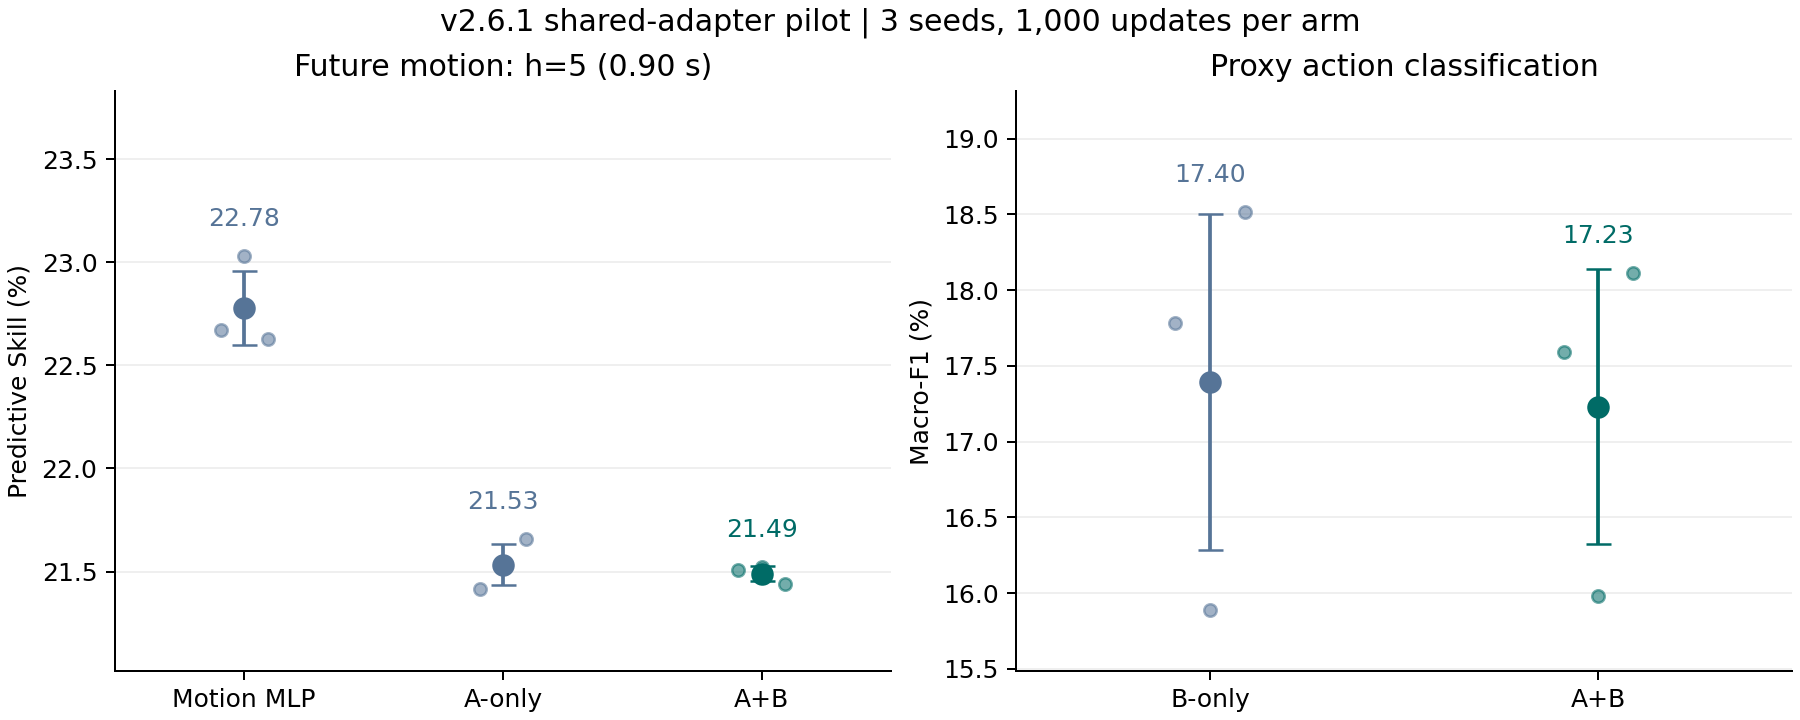 v2.6.1 shared-adapter pilot | 3 seeds, 1,000 updates per arm
Future motion: h=5 (0.90 s)
Predictive Skill (%)
23.5
23.0
22.5
22.0
21.5
22.78
21.53
21.49
Motion MLP
A-only
A+B
Proxy action classification
Macro-F1 (%)
19.0
18.5
18.0
17.5
17.0
16.5
16.0
15.5
17.40
17.23
B-only
A+B